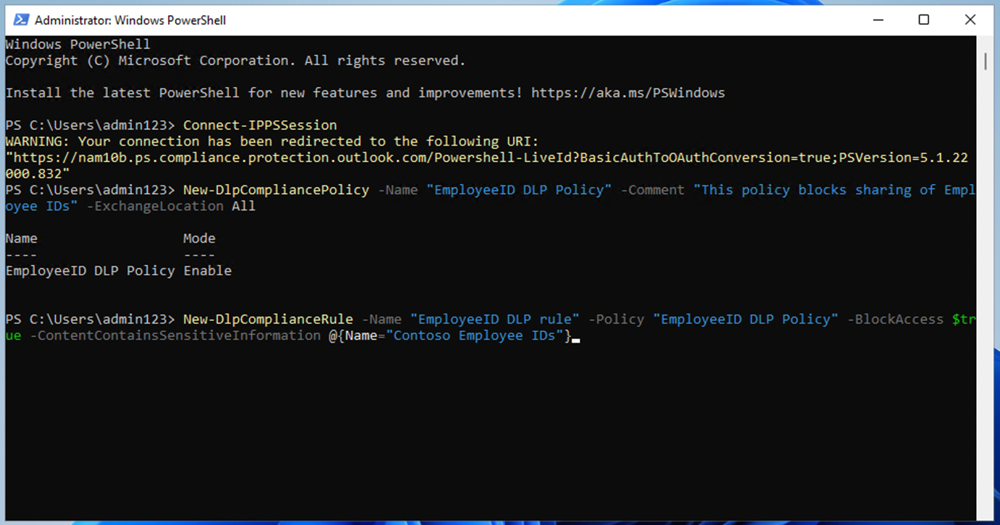 Administrator: Windows PowerShell
Windows PowerShell
Copyright (C) Microsoft Corporation. All rights reserved.
Install the latest PowerShell for new features and improvements! https://aka.ms/PSWindows
PS C:\Users\admin123> Connect-IPPSSession
WARNING: Your connection has been redirected to the following URI:
"https://nam10b.ps.compliance.protection.outlook.com/Powershell-LiveId?BasicAuthToOAuthConversion=true;PSVersion=5.1.22
000.832"
PS C:\Users\admin123> New-DlpCompliancePolicy -Name "EmployeeID DLP Policy" -Comment "This policy blocks sharing of Empl
oyee IDs" -ExchangeLocation All
Name                  Mode
----                  ----
EmployeeID DLP Policy Enable
PS C:\Users\admin123> New-DlpComplianceRule -Name "EmployeeID DLP rule" -Policy "EmployeeID DLP Policy" -BlockAccess $tr
ue -ContentContainsSensitiveInformation @{Name="Contoso Employee IDs"}